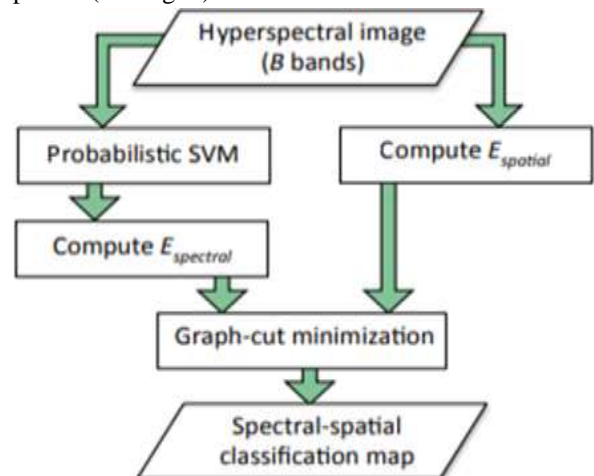 Hyperspectral image
(B bands)
Probabilistic SVM
Compute E_spatial
Compute E_spectral
Graph-cut minimization
Spectral-spatial
classification map